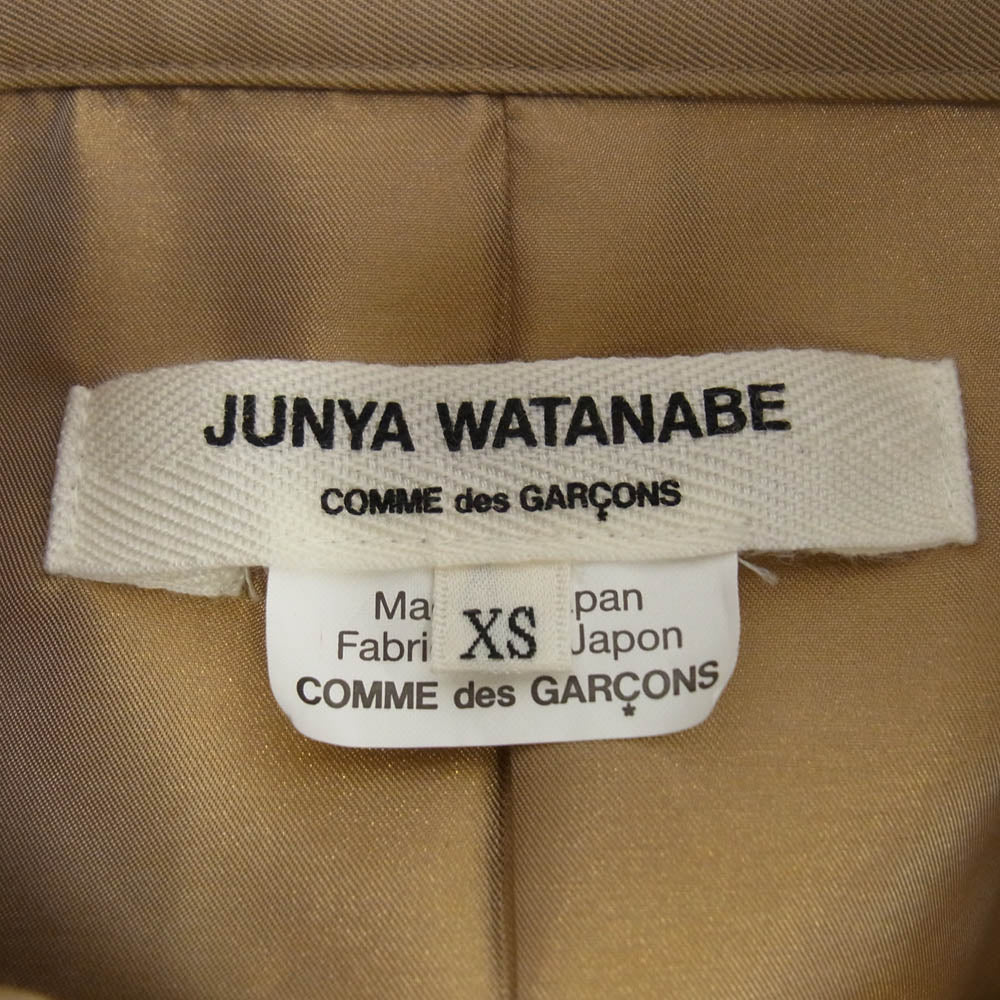 JUNYA WATANABE
COMME des GARÇONS
XS
Ma pan
Fabri Japon
COMME des GARÇONS
*